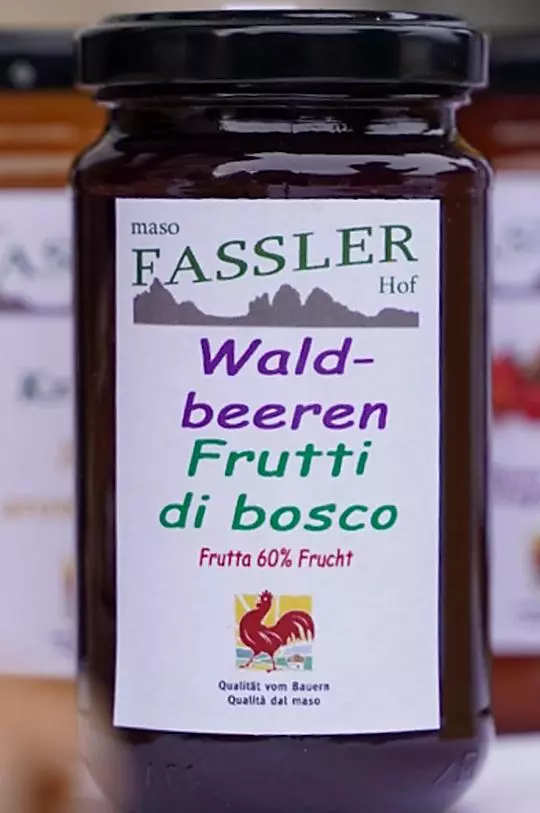 maso
FASSLER
Hof
Wald-
beeren
Frutti
di bosco
Frutta 60% Frucht
Qualität vom Bauern
Qualità dal maso